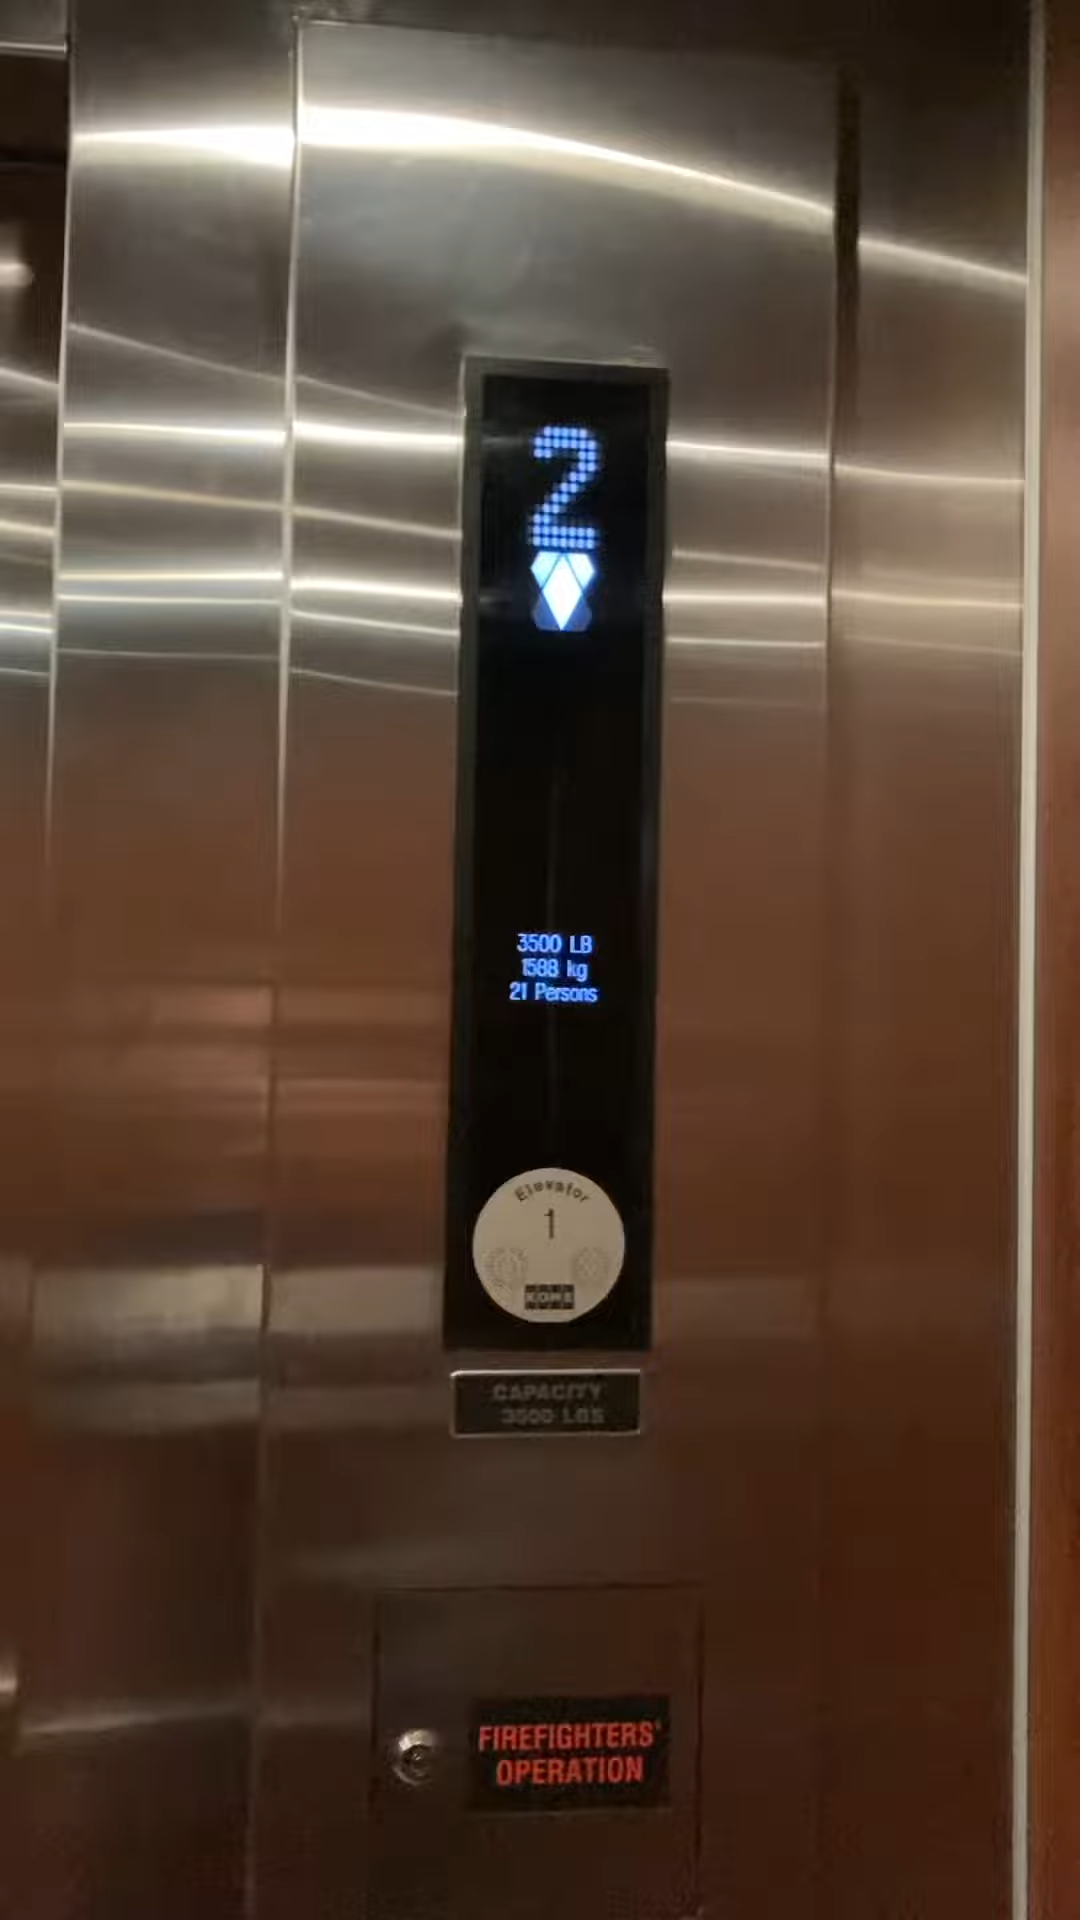 2
3500 LB
1588 kg
21 Persons
Elevator
1
KONE
CAPACITY
3500 LBS
FIREFIGHTERS'
OPERATION